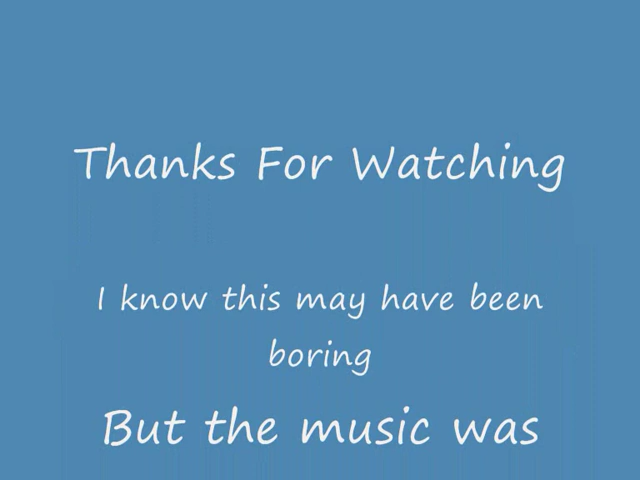 Thanks For Watching
I know this may have been
boring
But the music was